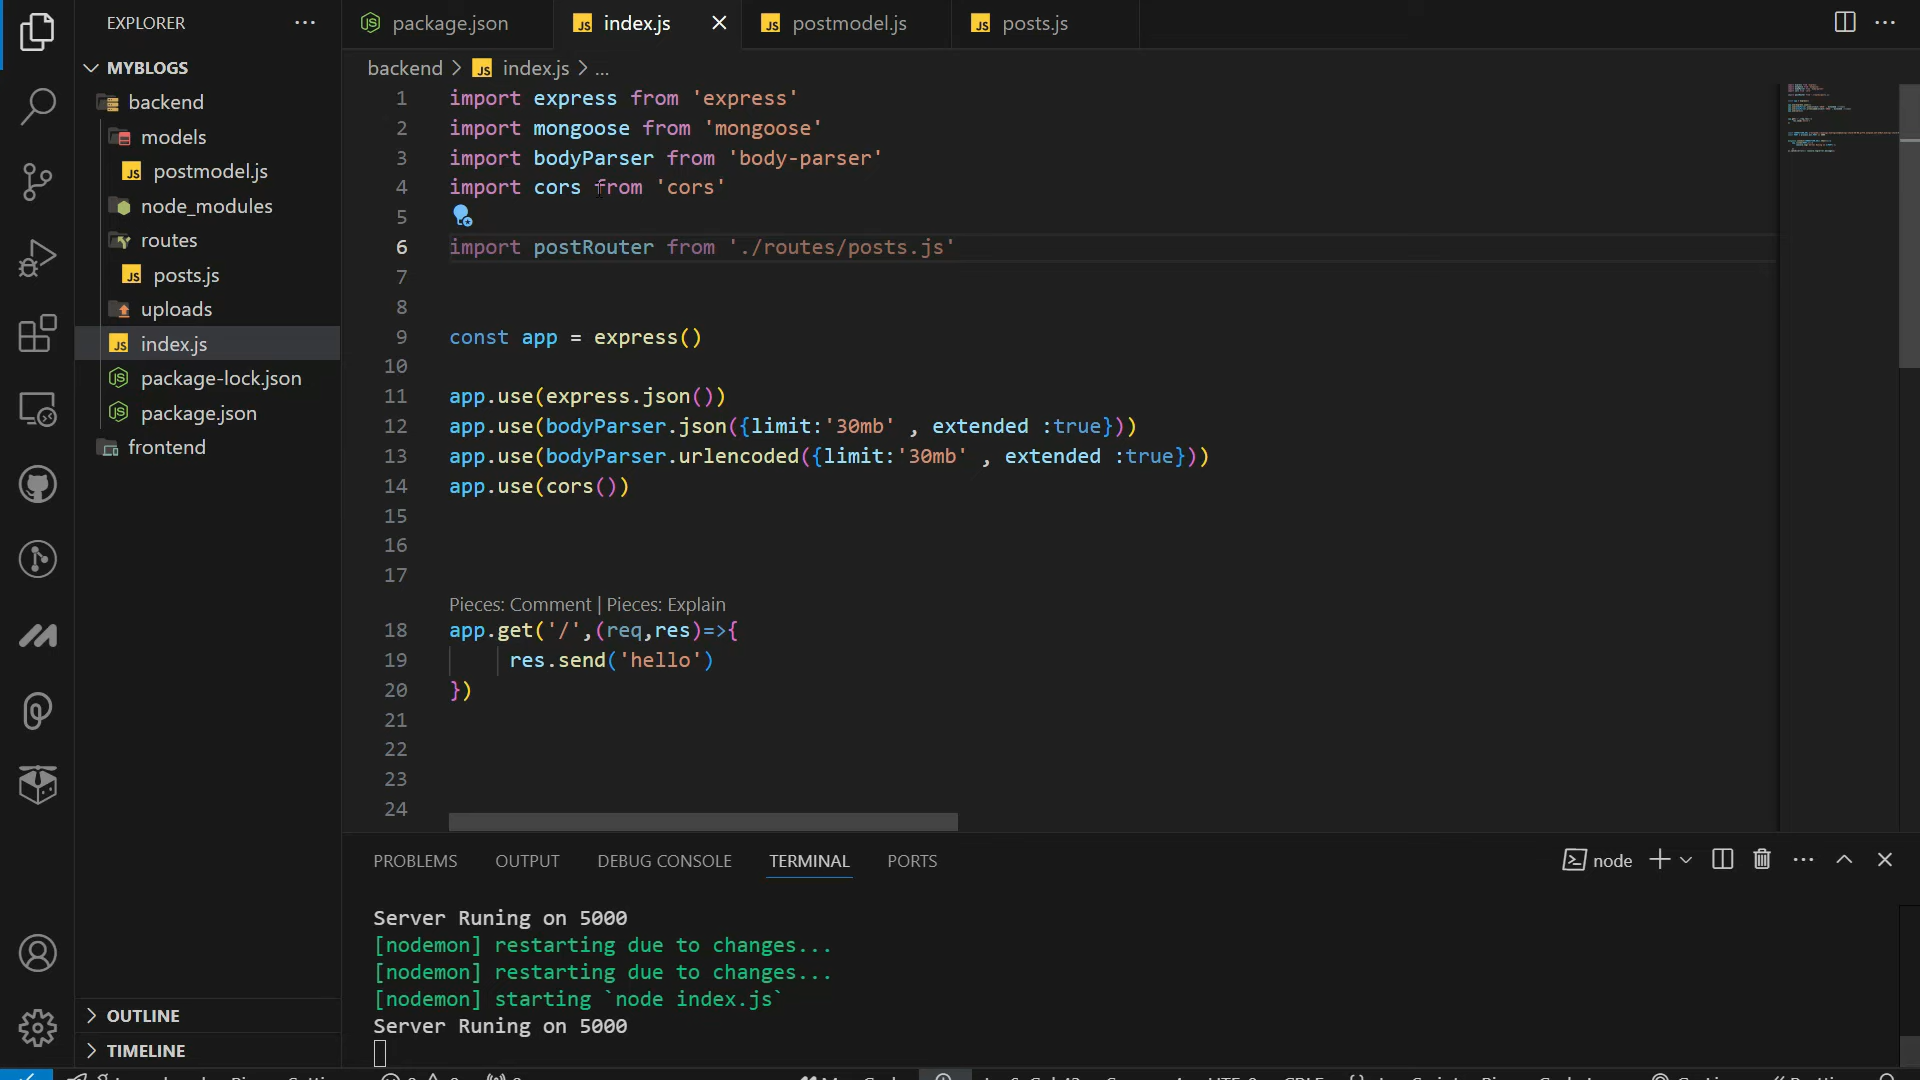 EXPLORER
MYBLOGS
backend
models
postmodel.js
node_modules
routes
posts.js
uploads
index.js
package-lock.json
package.json
frontend
OUTLINE
TIMELINE
package.json
index.js
postmodel.js
posts.js
backend > index.js > ...
1 import express from 'express'
2 import mongoose from 'mongoose'
3 import bodyParser from 'body-parser'
4 import cors from 'cors'
5
6 import postRouter from './routes/posts.js'
7
8
9 const app = express()
10
11 app.use(express.json())
12 app.use(bodyParser.json({limit:'30mb' , extended :true}))
13 app.use(bodyParser.urlencoded({limit:'30mb' , extended :true}))
14 app.use(cors())
15
16
17
Pieces: Comment | Pieces: Explain
18 app.get('/',(req,res)=>{
19 res.send('hello')
20 })
21
22
23
24
PROBLEMS OUTPUT DEBUG CONSOLE TERMINAL PORTS
node
Server Runing on 5000
[nodemon] restarting due to changes...
[nodemon] restarting due to changes...
[nodemon] starting `node index.js`
Server Runing on 5000